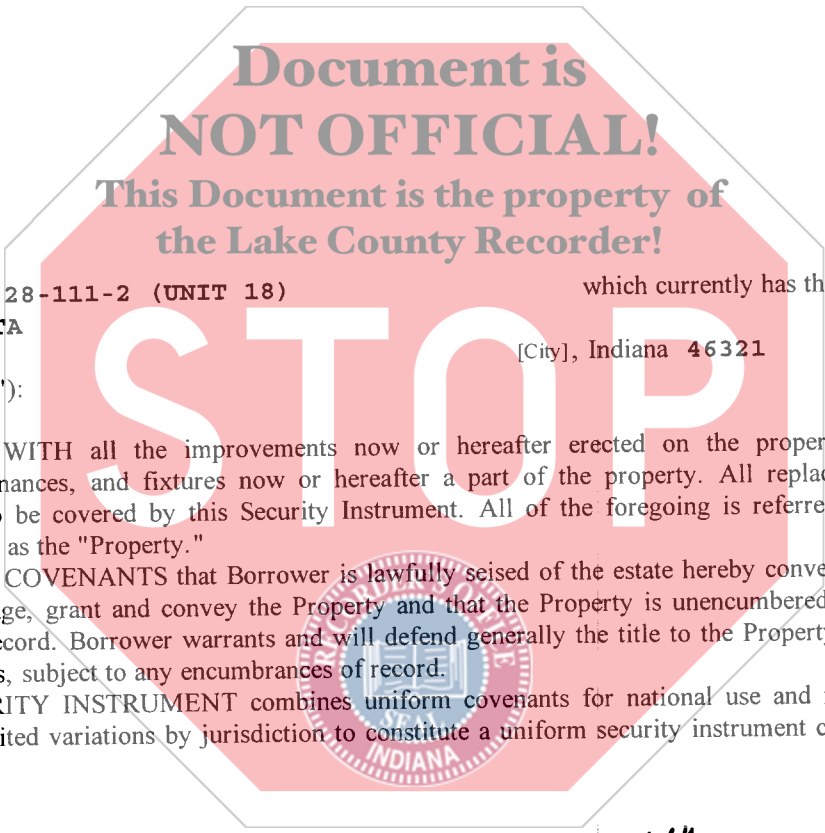 Document is
NOT OFFICIAL!
This Document is the property of
the Lake County Recorder!
28-111-2 (UNIT 18) which currently has th
TA
[City], Indiana 46321
"):
STOP
WITH all the improvements now or hereafter erected on the proper
nances, and fixtures now or hereafter a part of the property. All replac
be covered by this Security Instrument. All of the foregoing is referre
as the "Property."
COVENANTS that Borrower is lawfully seised of the estate hereby conve
ge, grant and convey the Property and that the Property is unencumbered
cord. Borrower warrants and will defend generally the title to the Property
s, subject to any encumbrances of record.
RITY INSTRUMENT combines uniform covenants for national use and
ited variations by jurisdiction to constitute a uniform security instrument c
RECORDER'S OFFICE
SEAL
INDIANA